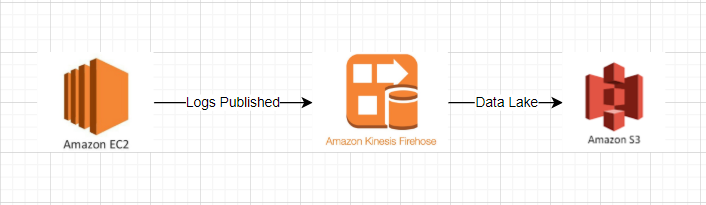 Logs Published
Data Lake
Amazon EC2
Amazon Kinesis Firehose
Amazon S3